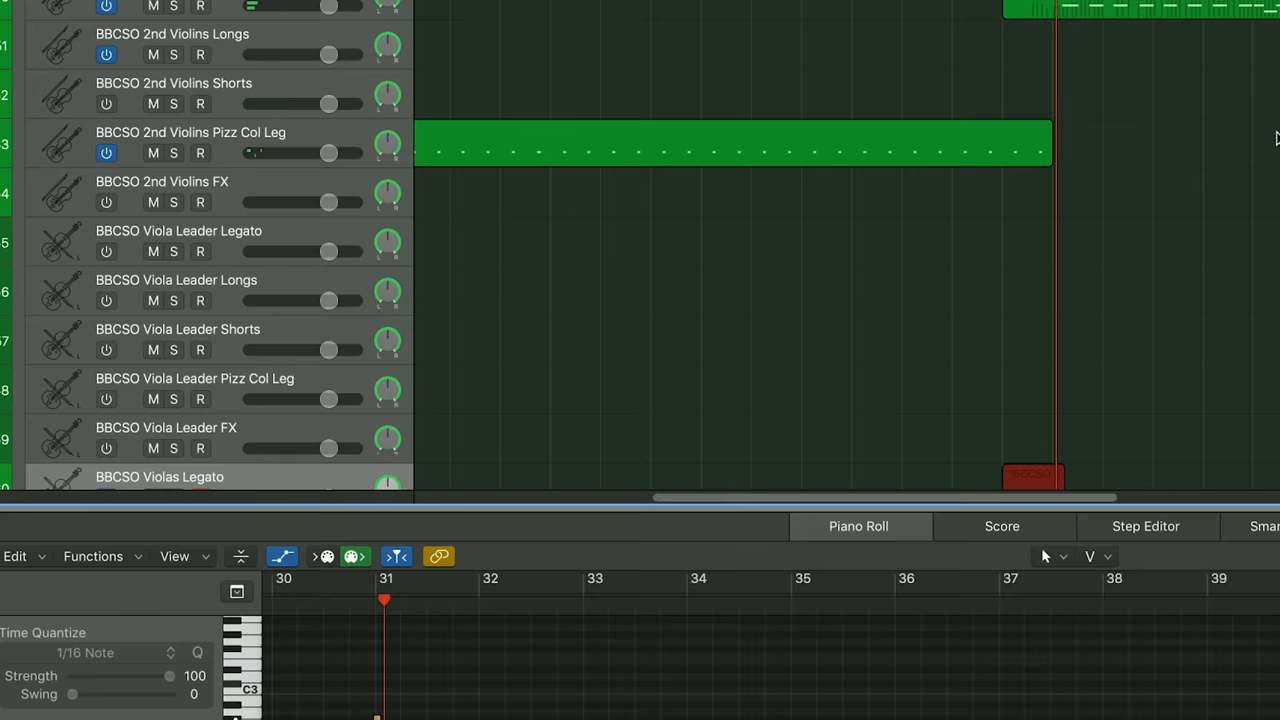 51
BBCSO 2nd Violins Longs
M S R
BBCSO 2nd Violins Shorts
M S R
BBCSO 2nd Violins Pizz Col Leg
M S R
BBCSO 2nd Violins FX
M S R
BBCSO Viola Leader Legato
M S R
BBCSO Viola Leader Longs
M S R
BBCSO Viola Leader Shorts
M S R
BBCSO Viola Leader Pizz Col Leg
M S R
BBCSO Viola Leader FX
M S R
BBCSO Violas Legato
Piano Roll Score Step Editor Smar
Edit Functions View V
30 31 32 33 34 35 36 37 38 39
Time Quantize
1/16 Note Q
Strength 100
Swing 0
C3